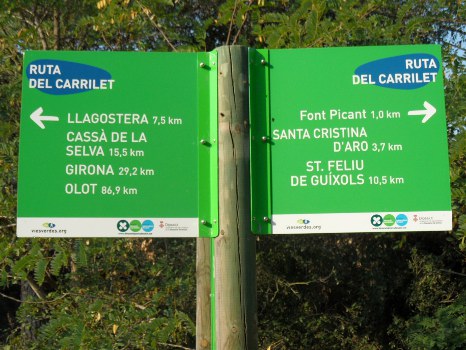 RUTA
DEL CARRILET
LLAGOSTERA 7,5 km
CASSÀ DE LA
SELVA 15,5 km
GIRONA 29,2 km
OLOT 86,9 km
viesverdes.org
RUTA
DEL CARRILET
Font Picant 1,0 km
SANTA CRISTINA
D'ARO 3,7 km
ST. FELIU
DE GUÍXOLS 10,5 km
viesverdes.org